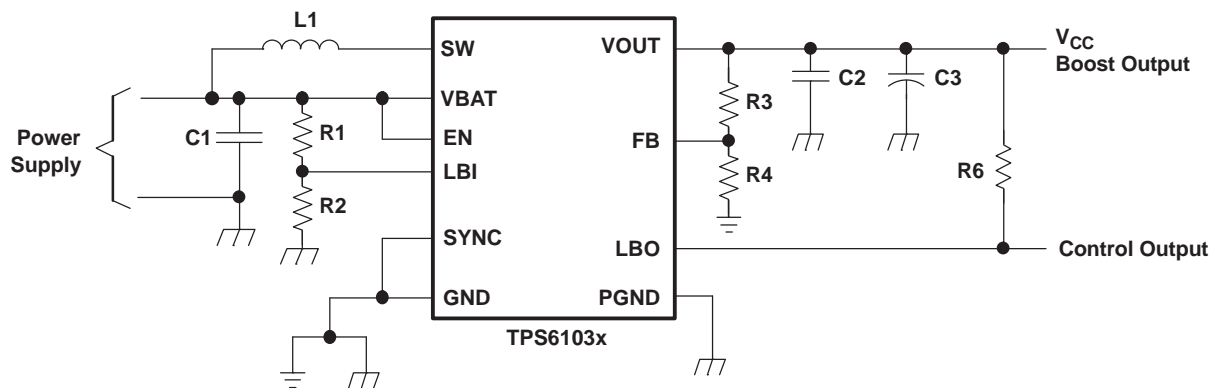 L1
SW
VOUT
VCC
Boost Output
C2
C3
R3
VBAT
Power
Supply
C1
R1
EN
FB
LBI
R4
R6
R2
SYNC
LBO
Control Output
GND
PGND
TPS6103x